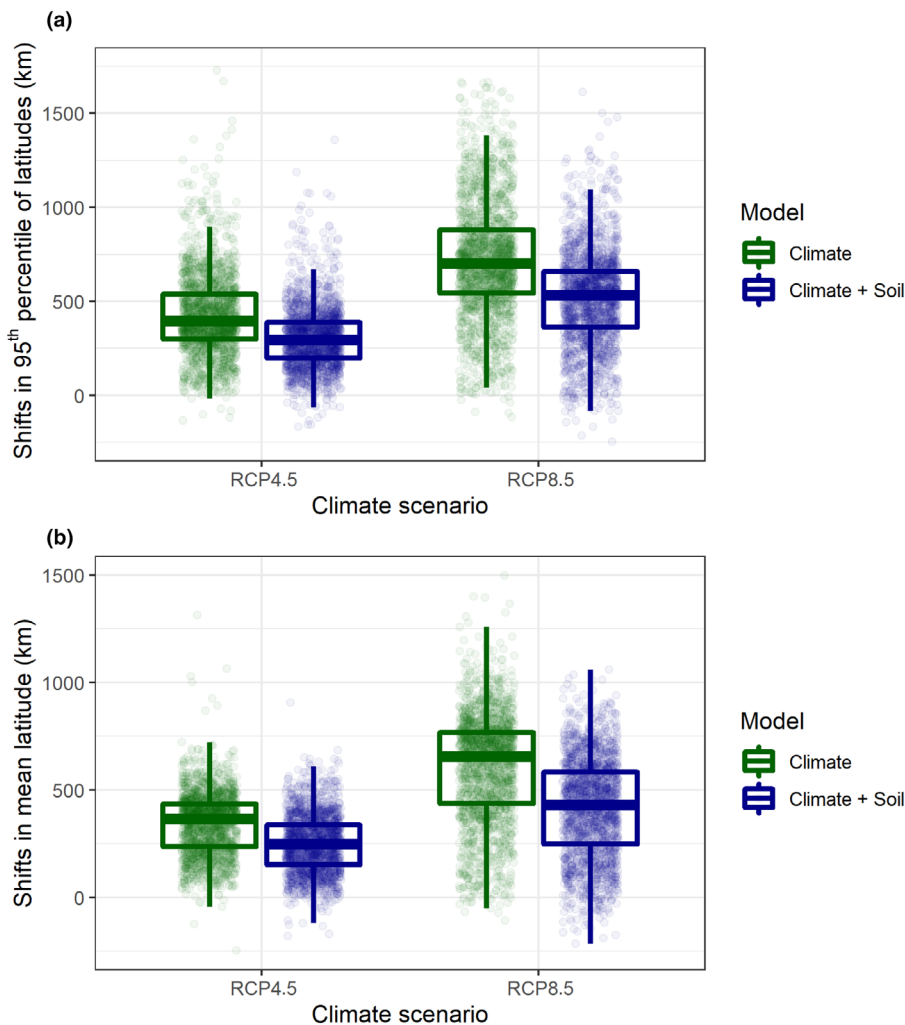 (a)
Shifts in 95th percentile of latitudes (km)
1500
1000
500
0
RCP4.5
RCP8.5
Climate scenario
Model
Climate
Climate + Soil
(b)
Shifts in mean latitude (km)
1500
1000
500
0
RCP4.5
RCP8.5
Climate scenario
Model
Climate
Climate + Soil